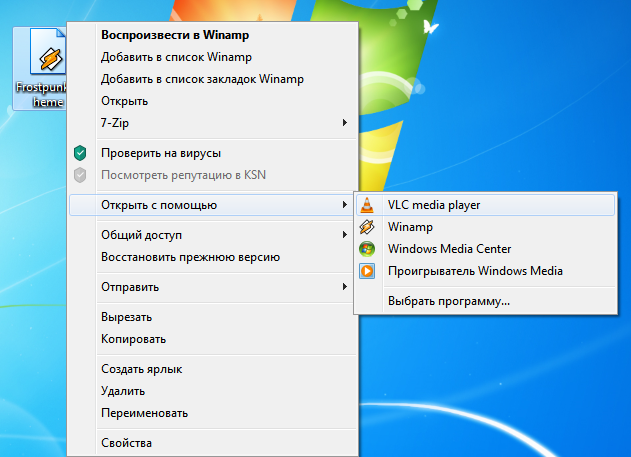 Frostpunk
heme
Воспроизвести в Winamp
Добавить в список Winamp
Добавить в список закладок Winamp
Открыть
7-Zip
Проверить на вирусы
Посмотреть репутацию в KSN
Открыть с помощью
Общий доступ
Восстановить прежнюю версию
Отправить
Вырезать
Копировать
Создать ярлык
Удалить
Переименовать
Свойства
VLC media player
Winamp
Windows Media Center
Проигрыватель Windows Media
Выбрать программу...